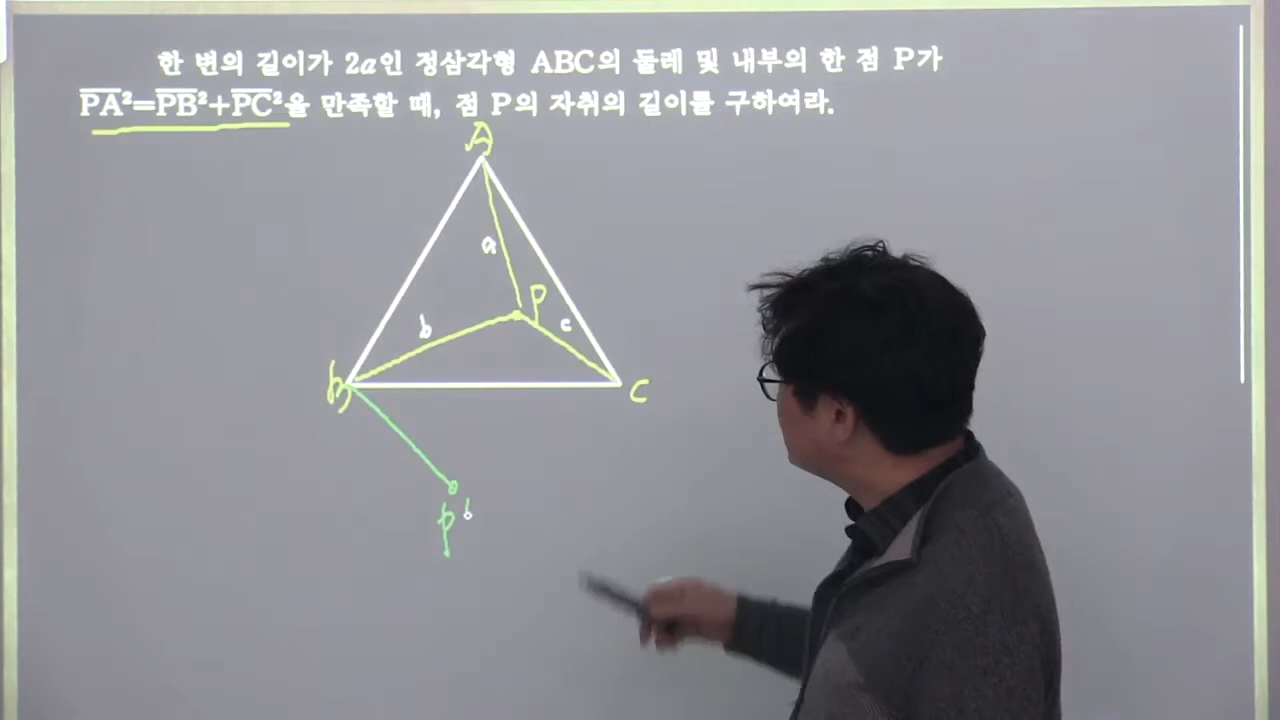 한 변의 길이가 2a인 정삼각형 ABC의 둘레 및 내부의 한 점 P가
PA²=PB²+PC²을 만족할 때, 점 P의 자취의 길이를 구하여라.
A
a
P
b
c
B
C
P'